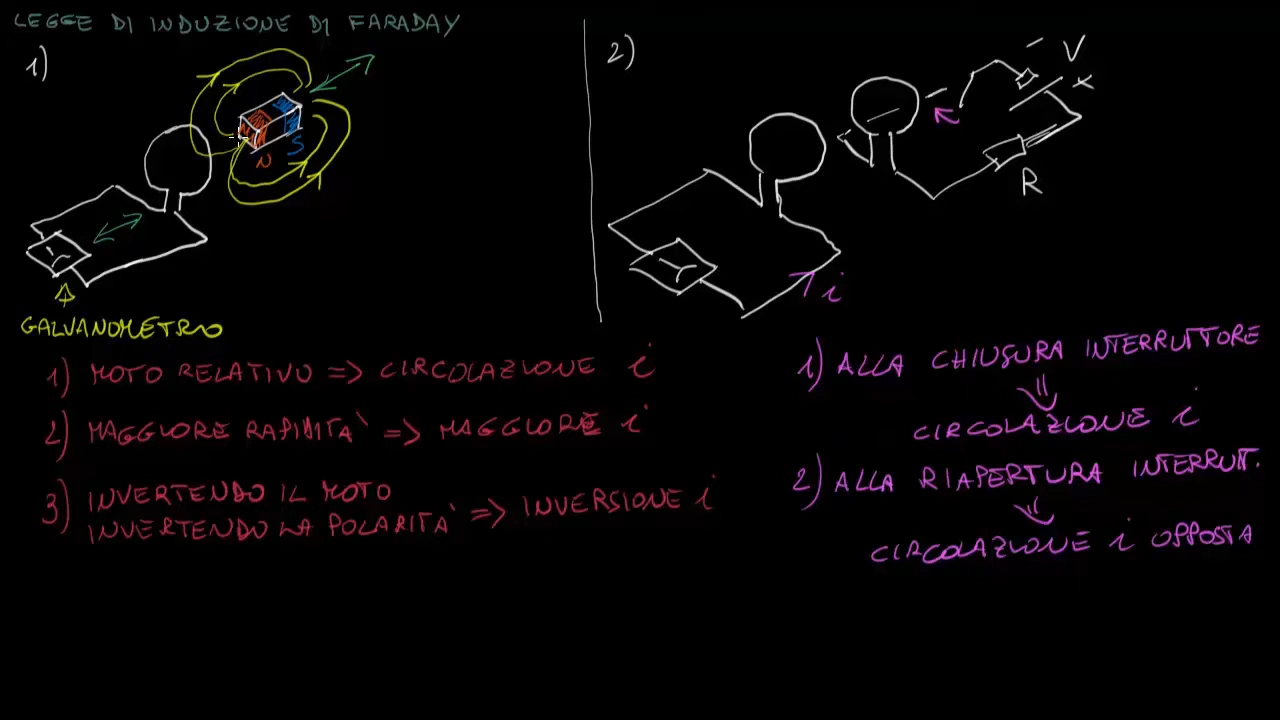 LEGGE DI INDUZIONE DI FARADAY
1)
N
S
GALVANOMETRO
1) MOTO RELATIVO => CIRCOLAZIONE i
2) MAGGIORE RAPIDITA' => MAGGIORE i
3) INVERTENDO IL MOTO
INVERTENDO LA POLARITA' => INVERSIONE i
2)
V
R
i
1) ALLA CHIUSURA INTERRUTTORE
CIRCOLAZIONE i
2) ALLA RIAPERTURA INTERRUT.
CIRCOLAZIONE i OPPOSTA